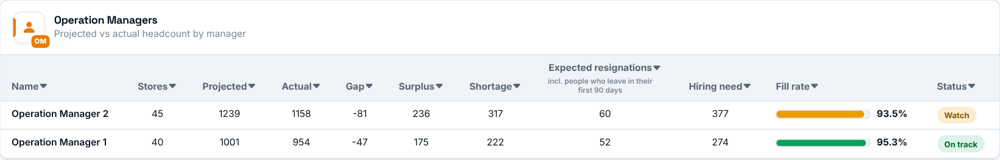 Operation Managers
Projected vs actual headcount by manager
OM
Expected resignations
incl. people who leave in their
first 90 days
Name Stores Projected Actual Gap Surplus Shortage Hiring need Fill rate Status
Operation Manager 2 45 1239 1158 -81 236 317 60 377 93.5% Watch
Operation Manager 1 40 1001 954 -47 175 222 52 274 95.3% On track